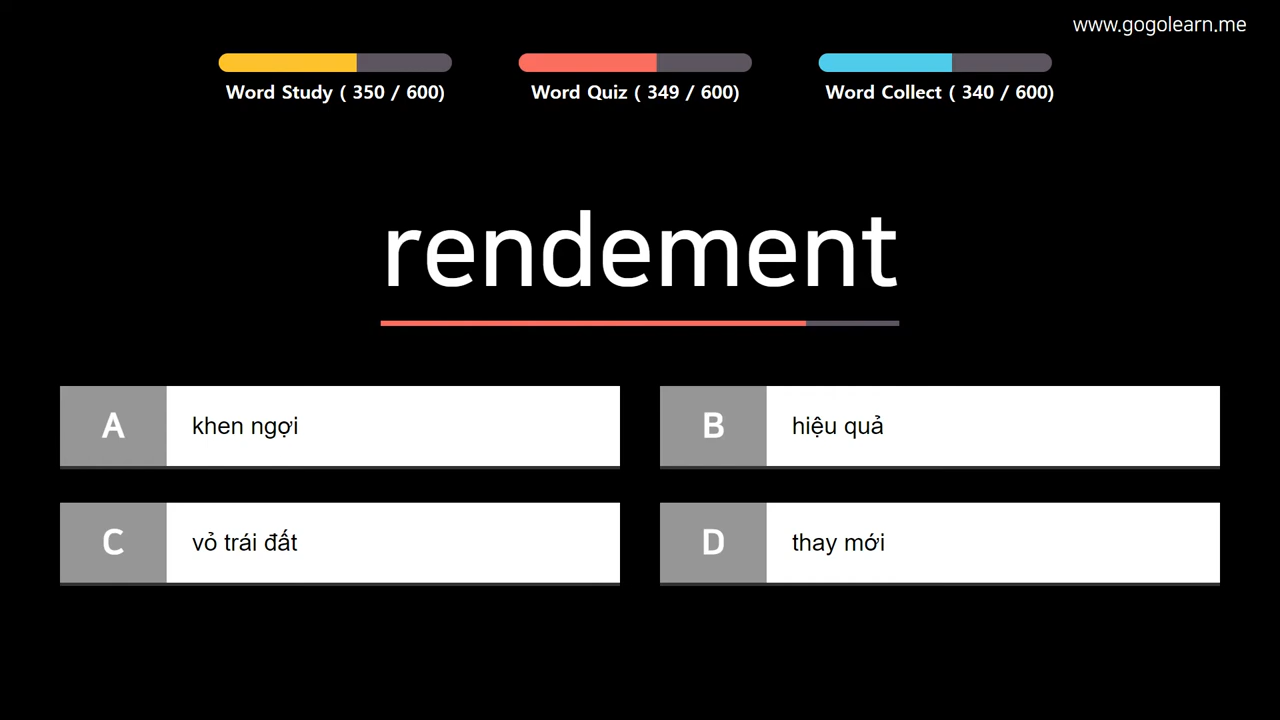 www.gogolearn.me
Word Study ( 350 / 600)
Word Quiz ( 349 / 600)
Word Collect ( 340 / 600)
rendement
A khen ngợi
B hiệu quả
C vỏ trái đất
D thay mới